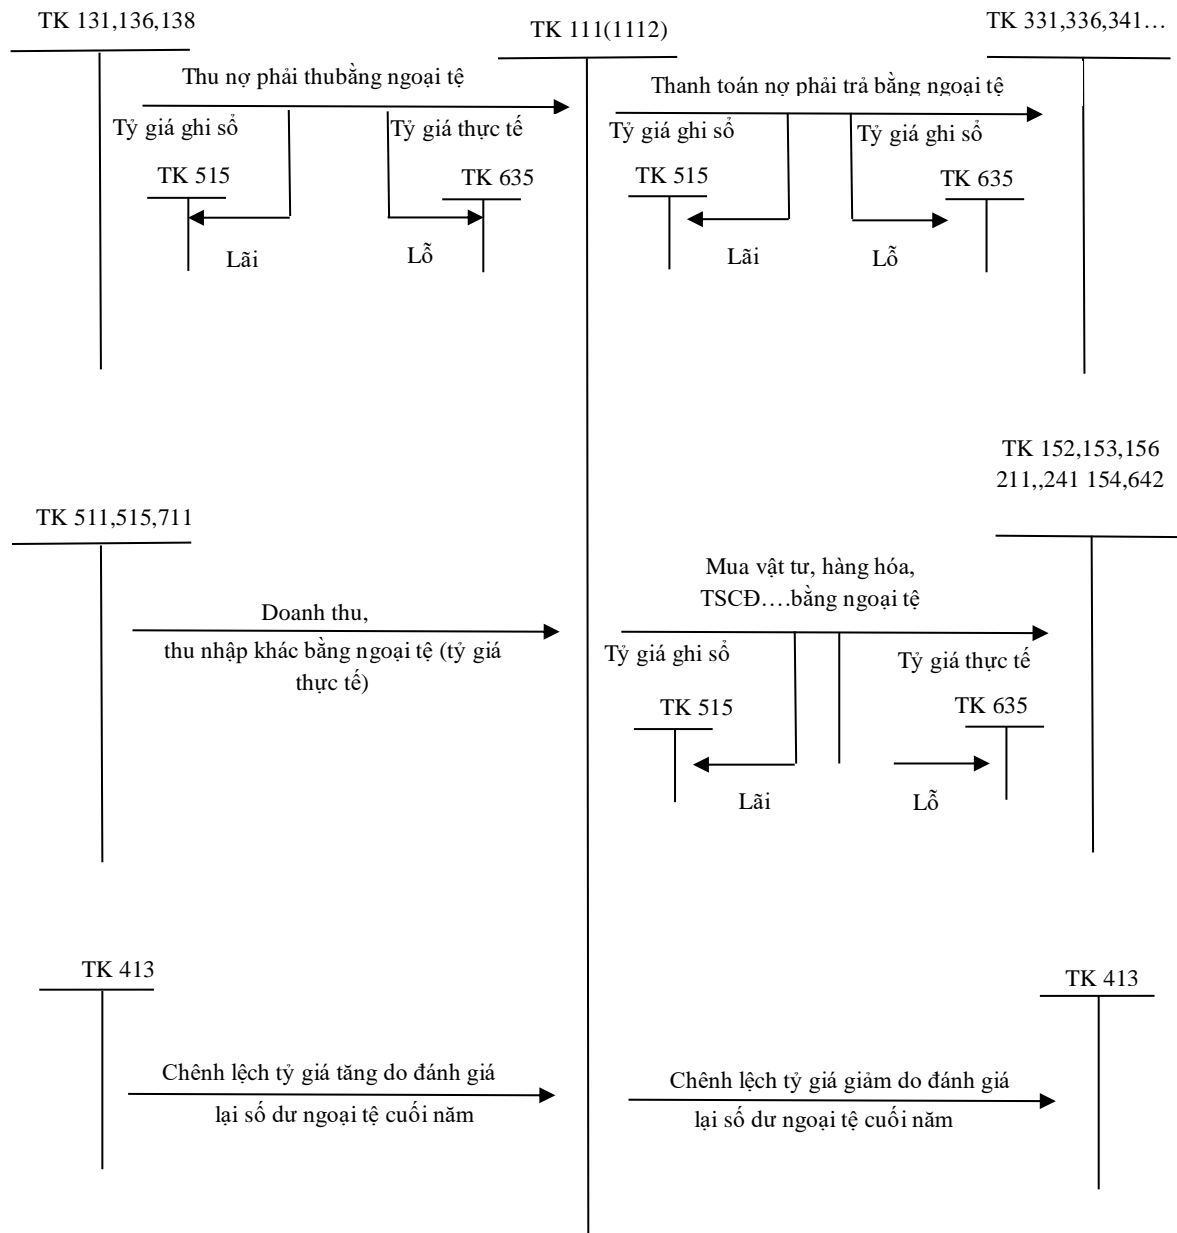 TK 131,136,138
TK 111(1112)
TK 331,336,341…
Thu nợ phải thubằng ngoại tệ
Tỷ giá ghi sổ
Tỷ giá thực tế
TK 515
TK 635
Lãi
Lỗ
Thanh toán nợ phải trả bằng ngoại tệ
Tỷ giá ghi sổ
Tỷ giá ghi sổ
TK 515
TK 635
Lãi
Lỗ
TK 511,515,711
Doanh thu,
thu nhập khác bằng ngoại tệ (tỷ giá
thực tế)
TK 152,153,156
211,,241 154,642
Mua vật tư, hàng hóa,
TSCĐ….bằng ngoại tệ
Tỷ giá ghi sổ
Tỷ giá thực tế
TK 515
TK 635
Lãi
Lỗ
TK 413
Chênh lệch tỷ giá tăng do đánh giá
lại số dư ngoại tệ cuối năm
TK 413
Chênh lệch tỷ giá giảm do đánh giá
lại số dư ngoại tệ cuối năm